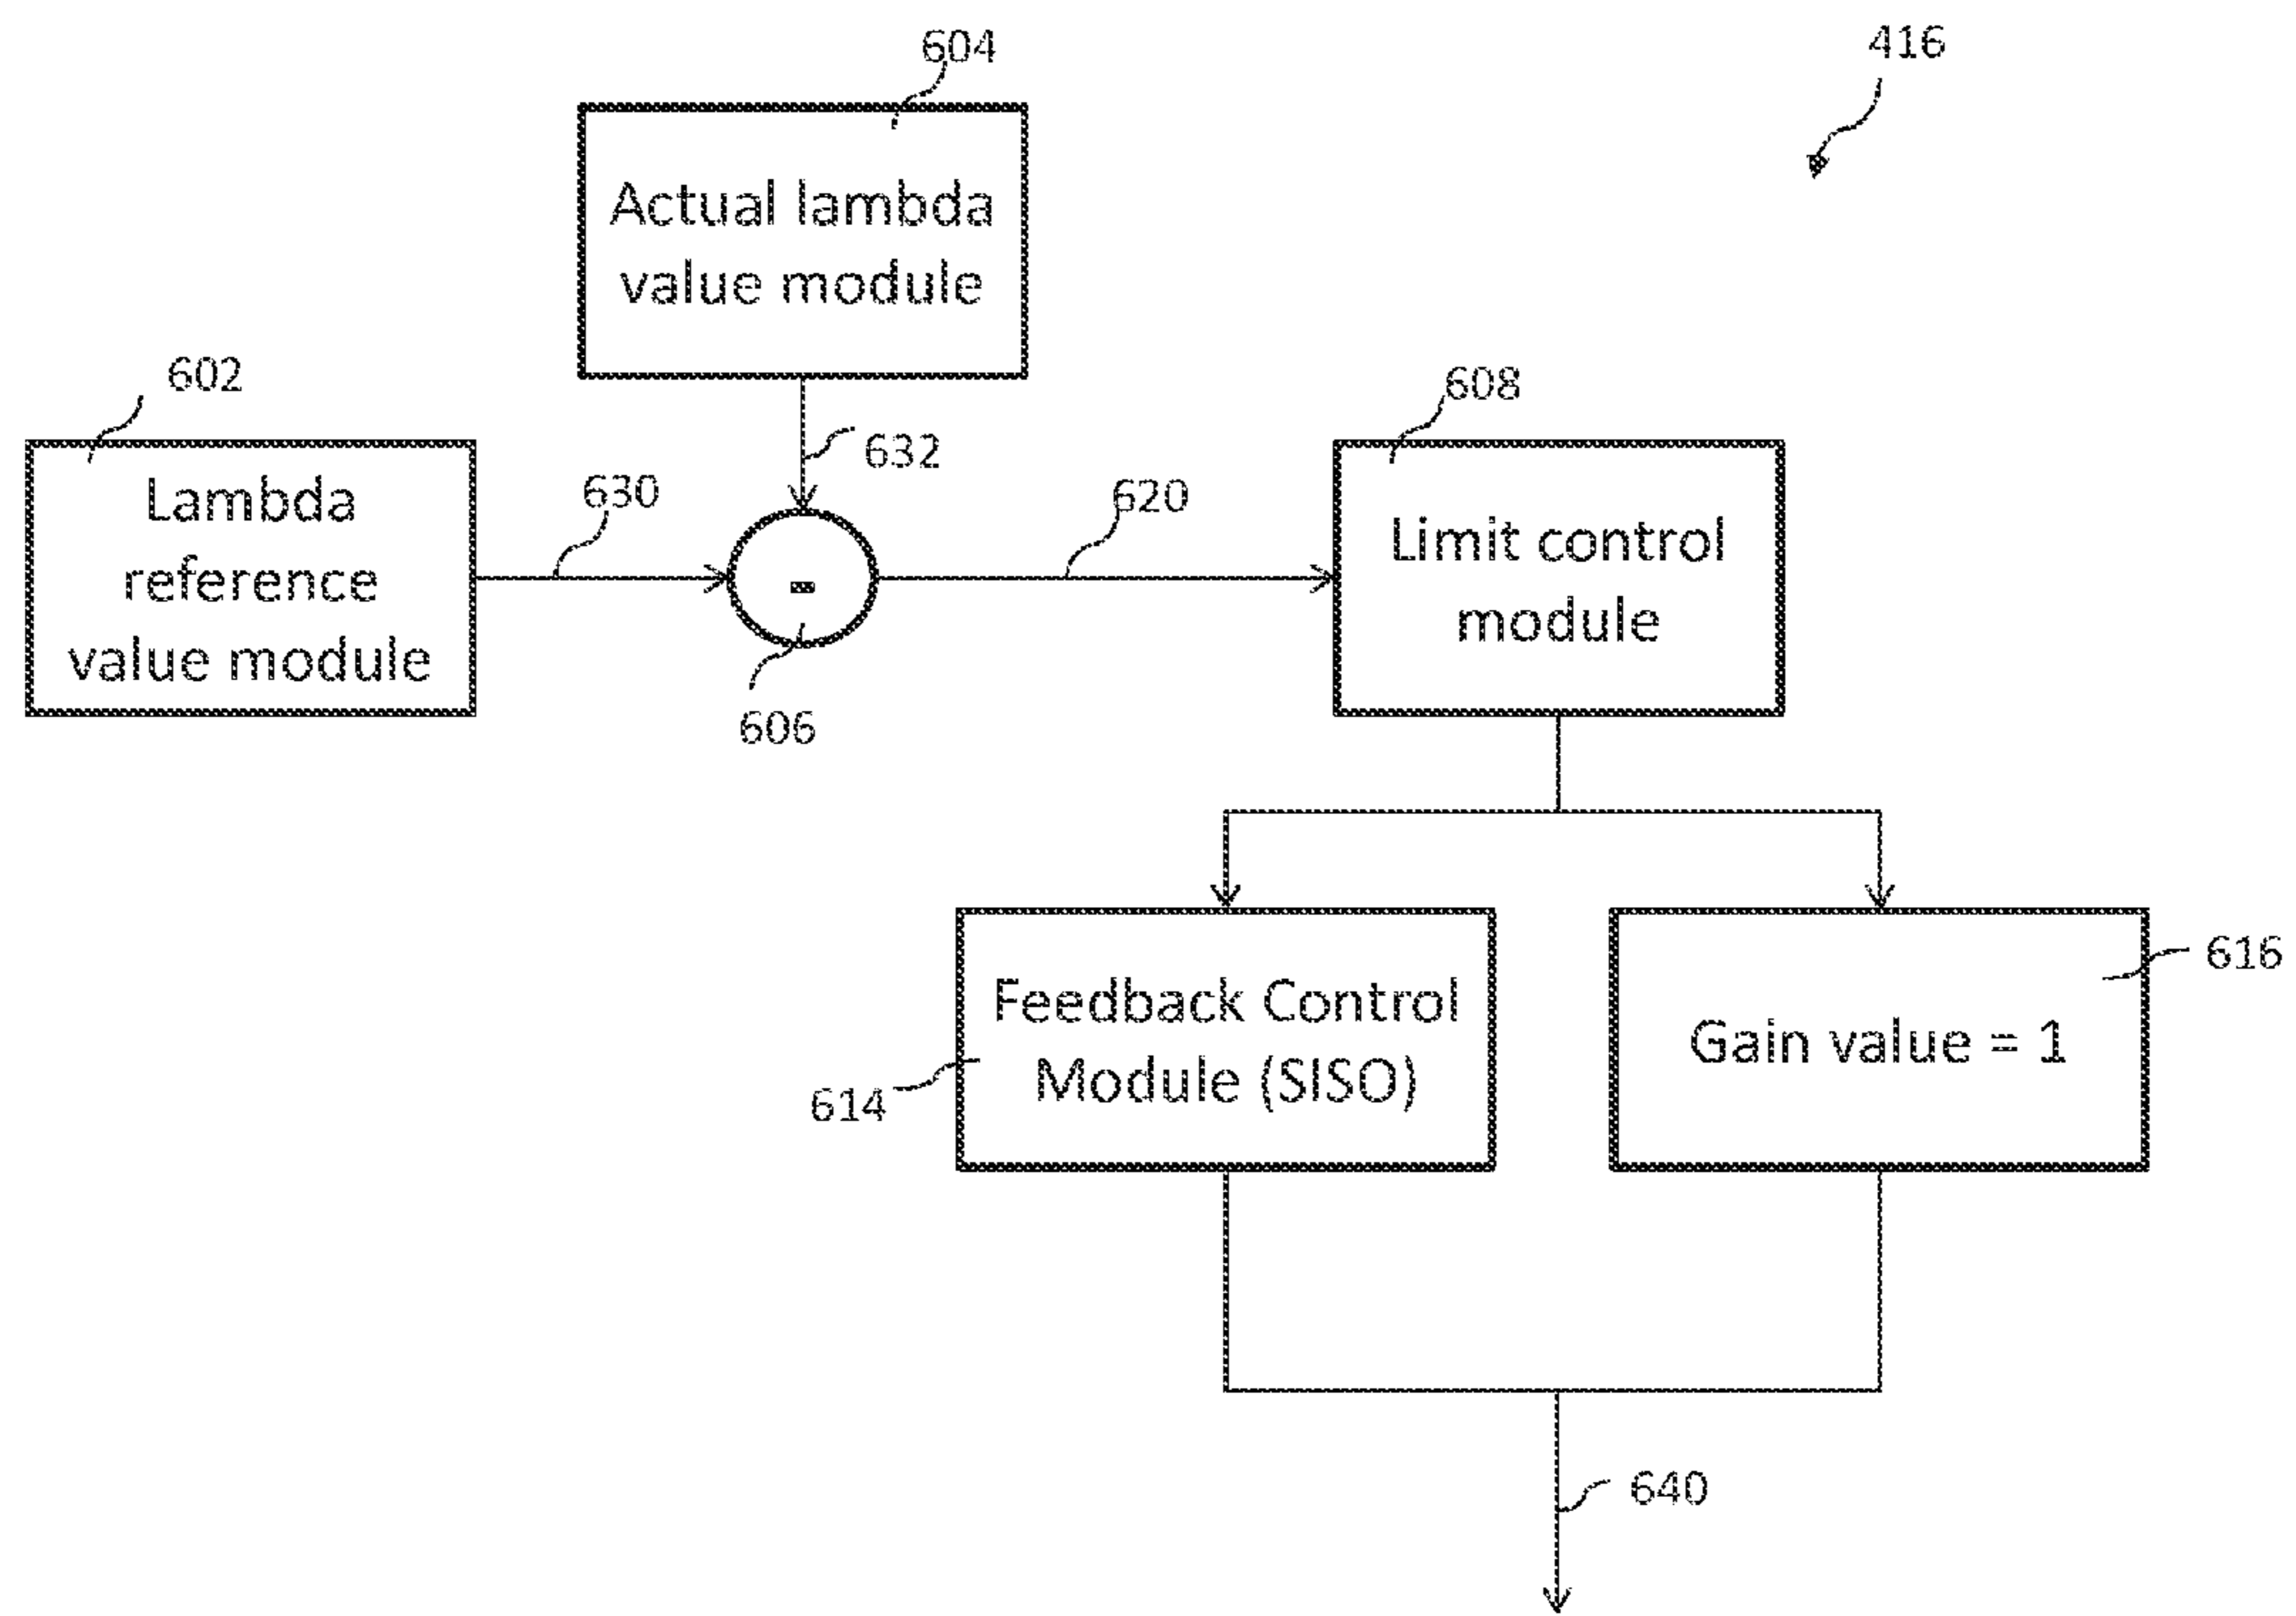 604
416
Actual lambda
value module
602
608
632
630
620
Lambda
reference
value module
-
Limit control
module
606
616
Feedback Control
Module (SISO)
Gain value = 1
614
640